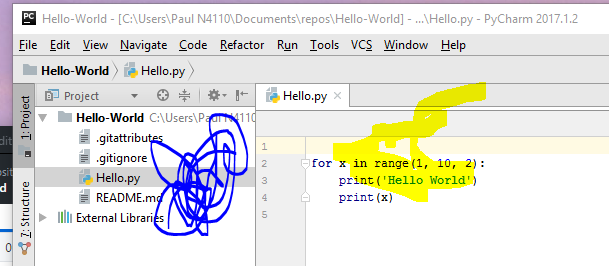 PC Hello-World - [C:\Users\Paul N4110\Documents\repos\Hello-World] - ...\Hello.py - PyCharm 2017.1.2
File Edit View Navigate Code Refactor Run Tools VCS Window Help
Hello-World Hello.py
1: Project
7: Structure
Project
Hello-World C:\Users\Paul N4110
.gitattributes
.gitignore
Hello.py
README.md
External Libraries
Hello.py
1
2 for x in range(1, 10, 2):
3 print('Hello World')
4 print(x)
5